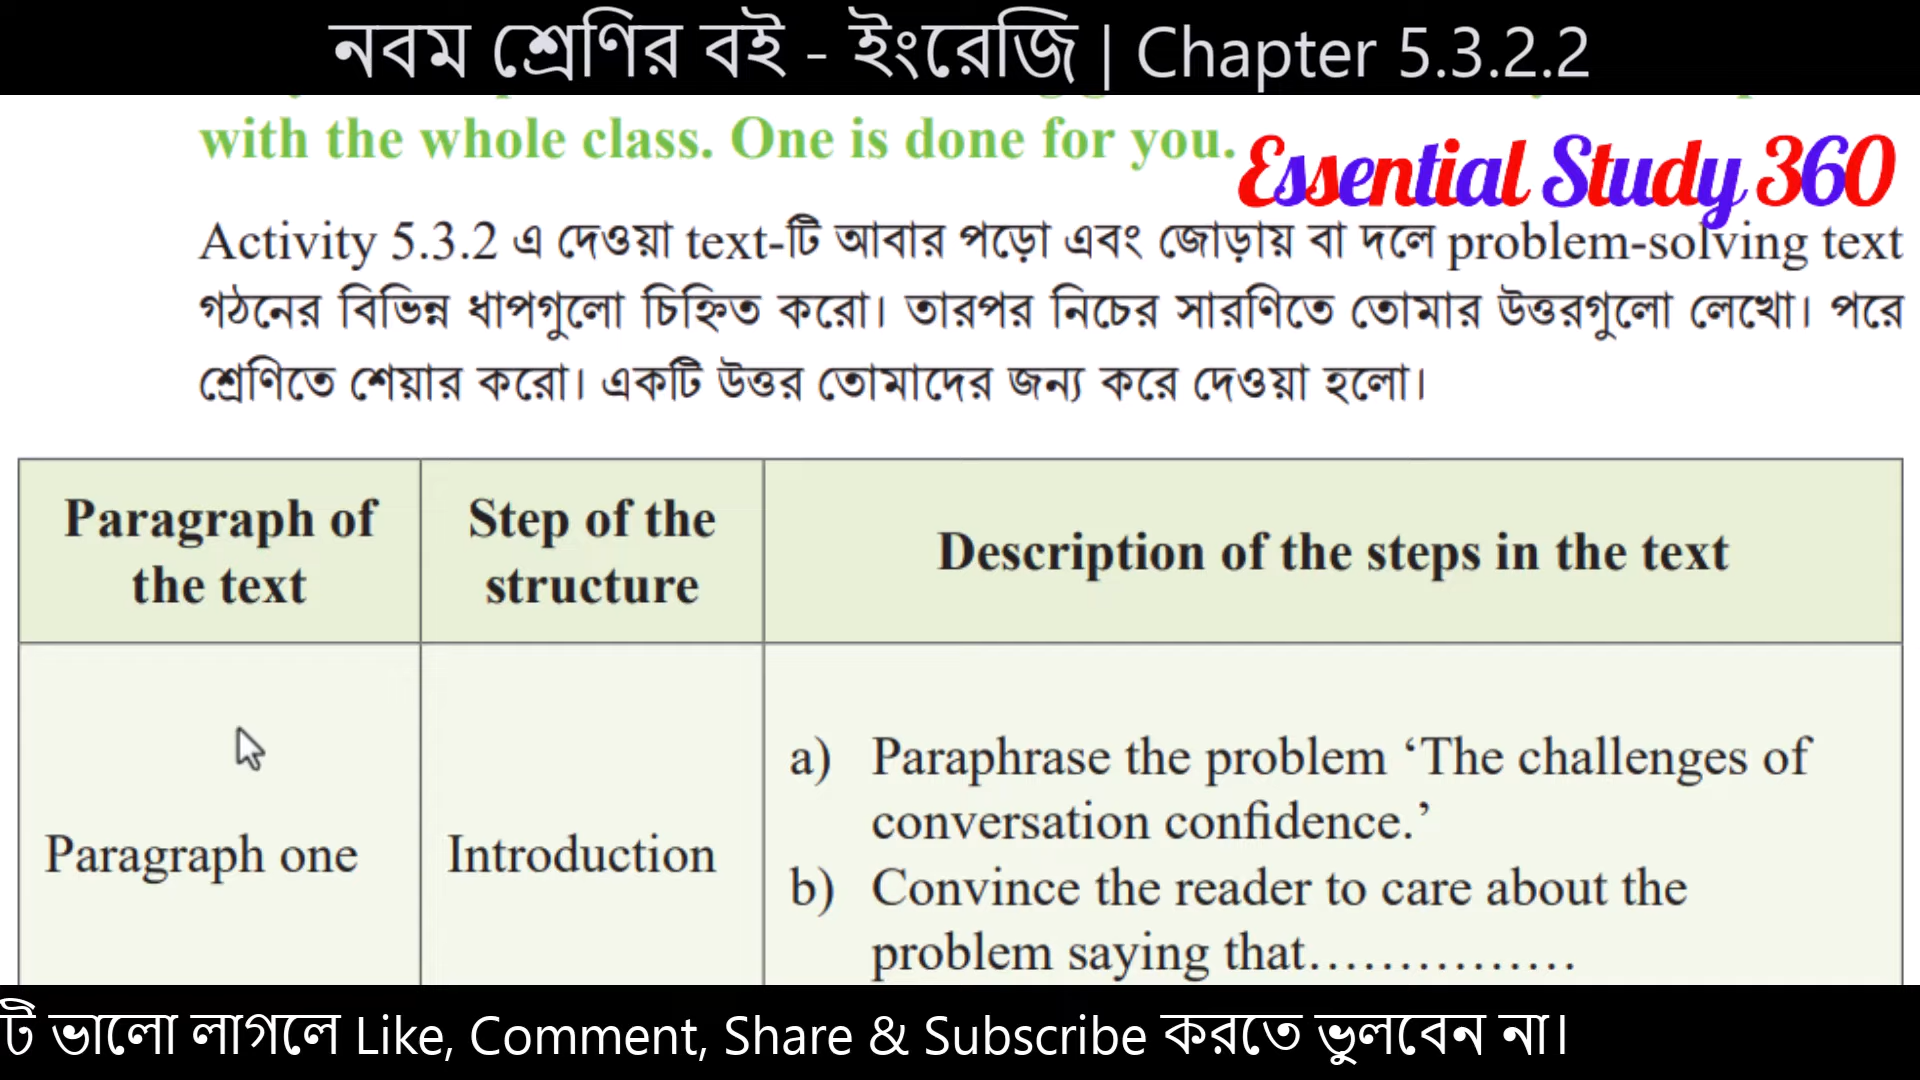 নবম শ্রেণির বই - ইংরেজি | Chapter 5.3.2.2
with the whole class. One is done for you.
Essential Study 360
Activity 5.3.2 এ দেওয়া text-টি আবার পড়ো এবং জোড়ায় বা দলে problem-solving text
গঠনের বিভিন্ন ধাপগুলো চিহ্নিত করো। তারপর নিচের সারণিতে তোমার উত্তরগুলো লেখো। পরে
শ্রেণিতে শেয়ার করো। একটি উত্তর তোমাদের জন্য করে দেওয়া হলো।
Paragraph of
the text
Step of the
structure
Description of the steps in the text
Paragraph one
Introduction
a) Paraphrase the problem ‘The challenges of
conversation confidence.’
b) Convince the reader to care about the
problem saying that……………
টি ভালো লাগলে Like, Comment, Share & Subscribe করতে ভুলবেন না।